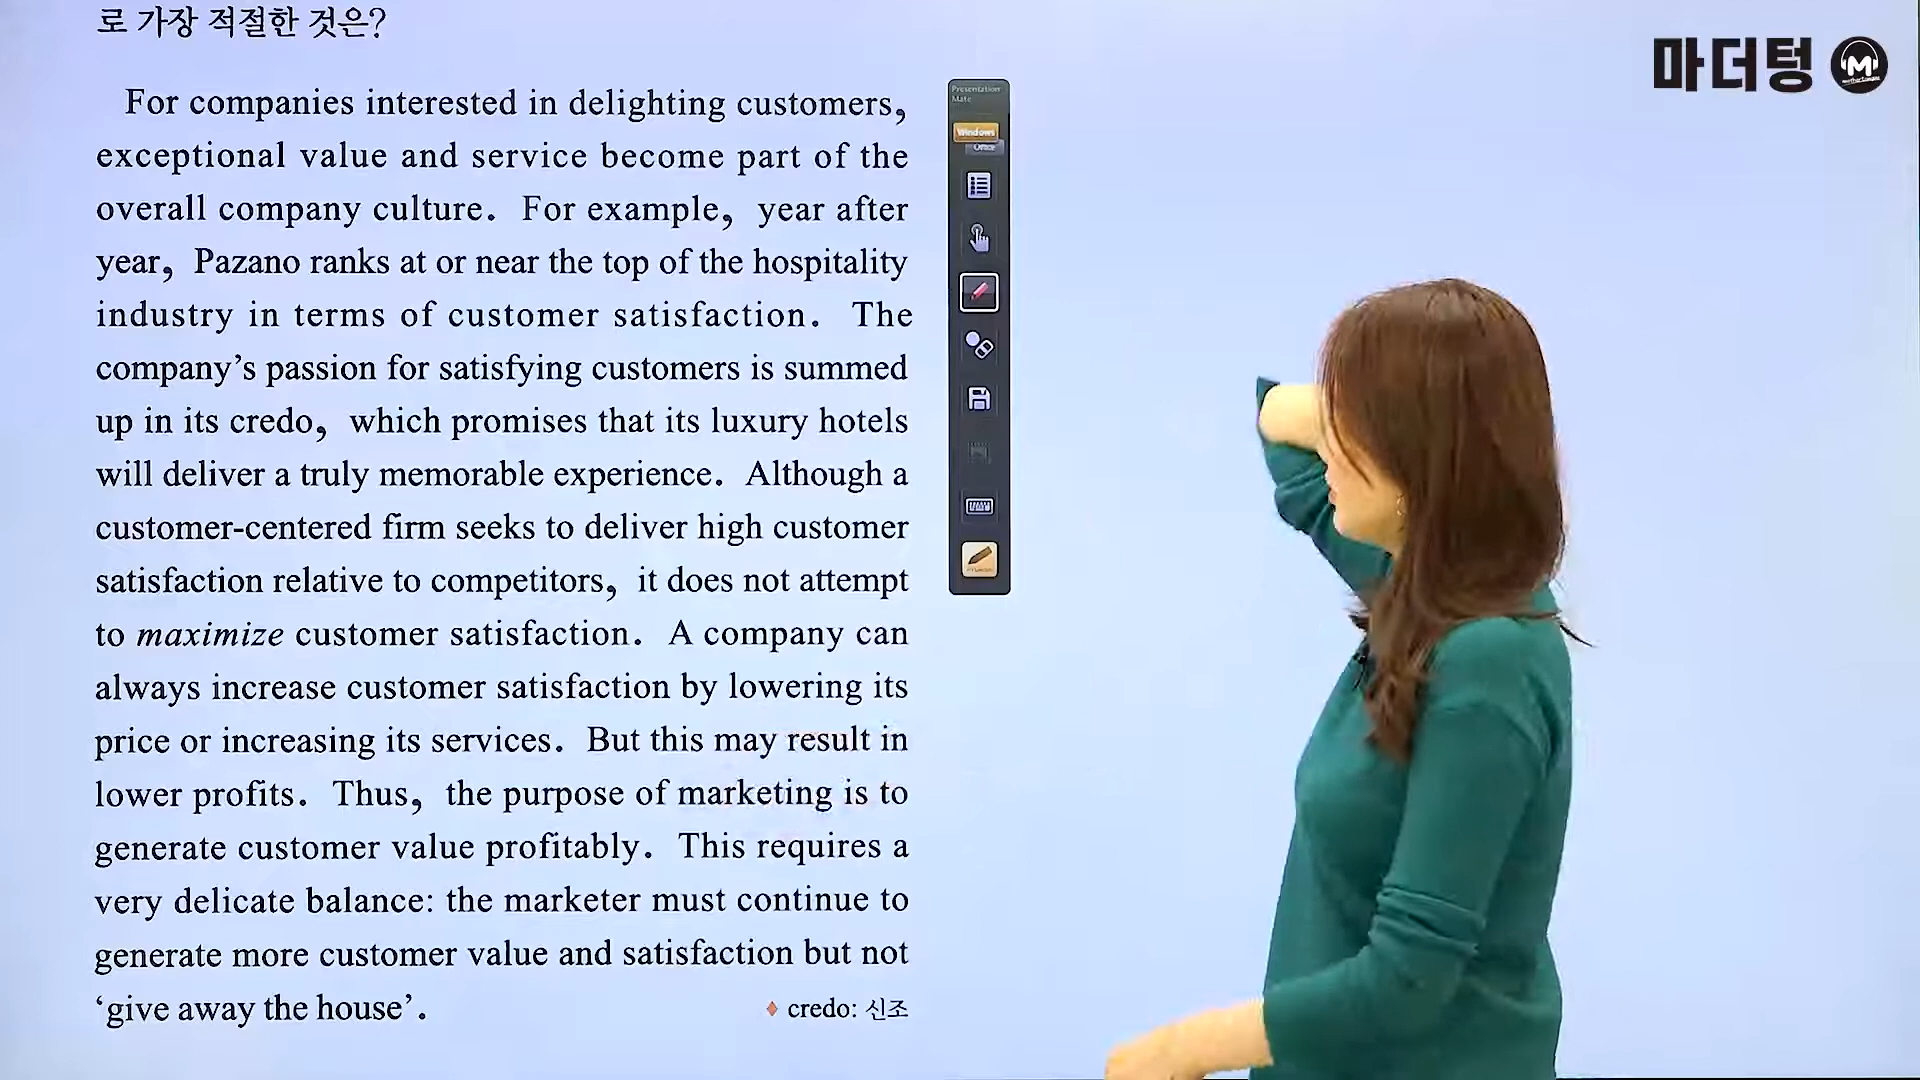 로 가장 적절한 것은?
마더텅
M
For companies interested in delighting customers,
exceptional value and service become part of the
overall company culture. For example, year after
year, Pazano ranks at or near the top of the hospitality
industry in terms of customer satisfaction. The
company’s passion for satisfying customers is summed
up in its credo, which promises that its luxury hotels
will deliver a truly memorable experience. Although a
customer-centered firm seeks to deliver high customer
satisfaction relative to competitors, it does not attempt
to maximize customer satisfaction. A company can
always increase customer satisfaction by lowering its
price or increasing its services. But this may result in
lower profits. Thus, the purpose of marketing is to
generate customer value profitably. This requires a
very delicate balance: the marketer must continue to
generate more customer value and satisfaction but not
‘give away the house’.
♦ credo: 신조
Presentation
Mate
Windows
Office